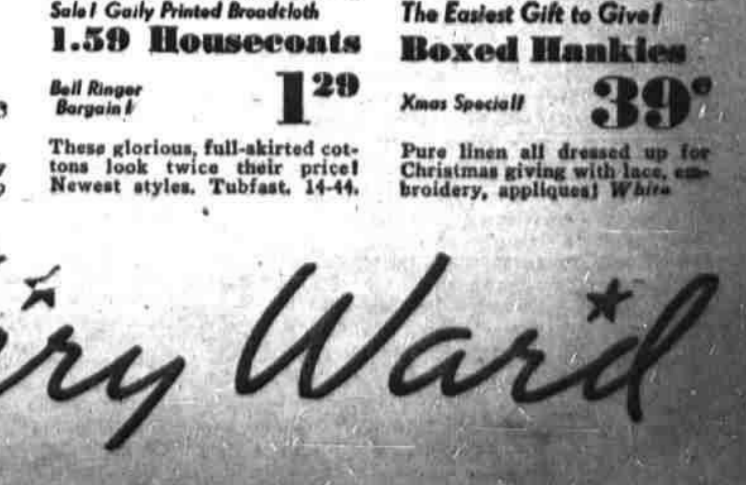 Sale! Gaily Printed Broadcloth
1.59 Housecoats
Bell Ringer
Bargain!
1 29
These glorious, full-skirted cot-
tons look twice their price!
Newest styles. Tubfast. 14-44.
The Easiest Gift to Give!
Boxed Hankies
Xmas Special!
39c
Pure linen all dressed up for
Christmas giving with lace, em-
broidery, appliques! White
ry Ward